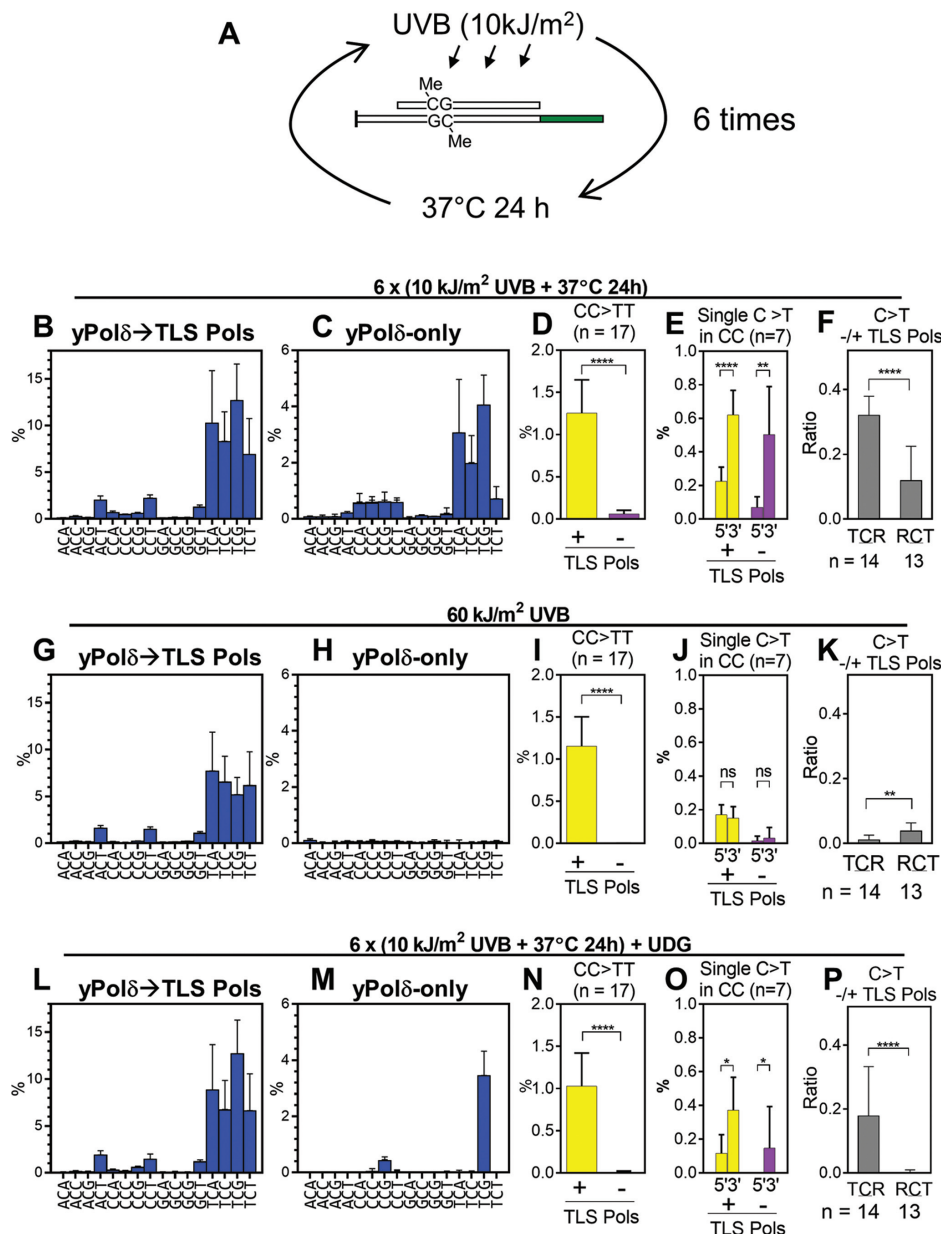 A
UVB (10kJ/m²)
Me
CG
GC
Me
6 times
37°C 24 h
6 x (10 kJ/m² UVB + 37°C 24h)
B yPolδ→TLS Pols
%
15
10
5
0
ACA ACC ACG ACT CCA CCC CCG CCT GCA GCC GCG GCT TCA TCC TCG TCT
C yPolδ-only
6
4
2
0
ACA ACC ACG ACT CCA CCC CCG CCT GCA GCC GCG GCT TCA TCC TCG TCT
D CC>TT
(n = 17)
%
2.0
1.5
1.0
0.5
0.0
****
+ -
TLS Pols
E Single C >T
in CC (n=7)
%
1.0
0.8
0.6
0.4
0.2
0.0
**** **
5'3' 5'3'
+ -
TLS Pols
F C>T
-/+ TLS Pols
Ratio
0.4
0.2
0.0
****
TCR RCT
n = 14 13
60 kJ/m² UVB
G yPolδ→TLS Pols
%
15
10
5
0
ACA ACC ACG ACT CCA CCC CCG CCT GCA GCC GCG GCT TCA TCC TCG TCT
H yPolδ-only
6
4
2
0
ACA ACC ACG ACT CCA CCC CCG CCT GCA GCC GCG GCT TCA TCC TCG TCT
I CC>TT
(n = 17)
%
2.0
1.5
1.0
0.5
0.0
****
+ -
TLS Pols
J Single C>T
in CC (n=7)
%
1.0
0.8
0.6
0.4
0.2
0.0
ns ns
5'3' 5'3'
+ -
TLS Pols
K C>T
-/+ TLS Pols
Ratio
0.4
0.2
0.0
**
TCR RCT
n = 14 13
6 x (10 kJ/m² UVB + 37°C 24h) + UDG
L yPolδ→TLS Pols
%
15
10
5
0
ACA ACC ACG ACT CCA CCC CCG CCT GCA GCC GCG GCT TCA TCC TCG TCT
M yPolδ-only
6
4
2
0
ACA ACC ACG ACT CCA CCC CCG CCT GCA GCC GCG GCT TCA TCC TCG TCT
N CC>TT
(n = 17)
%
2.0
1.5
1.0
0.5
0.0
****
+ -
TLS Pols
O Single C>T
in CC (n=7)
%
1.0
0.8
0.6
0.4
0.2
0.0
* *
5'3' 5'3'
+ -
TLS Pols
P C>T
-/+ TLS Pols
Ratio
0.4
0.2
0.0
****
TCR RCT
n = 14 13